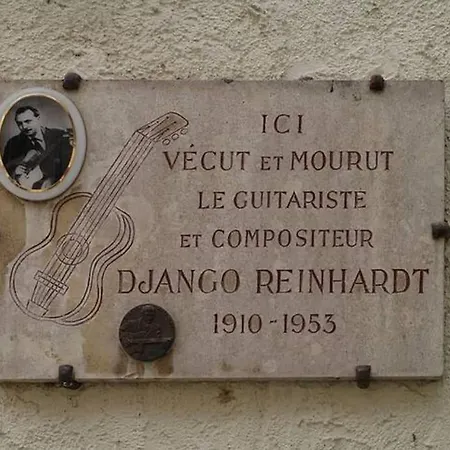 ICI
VÉCUT ET MOURUT
LE GUITARISTE
ET COMPOSITEUR
DJANGO REINHARDT
1910-1953